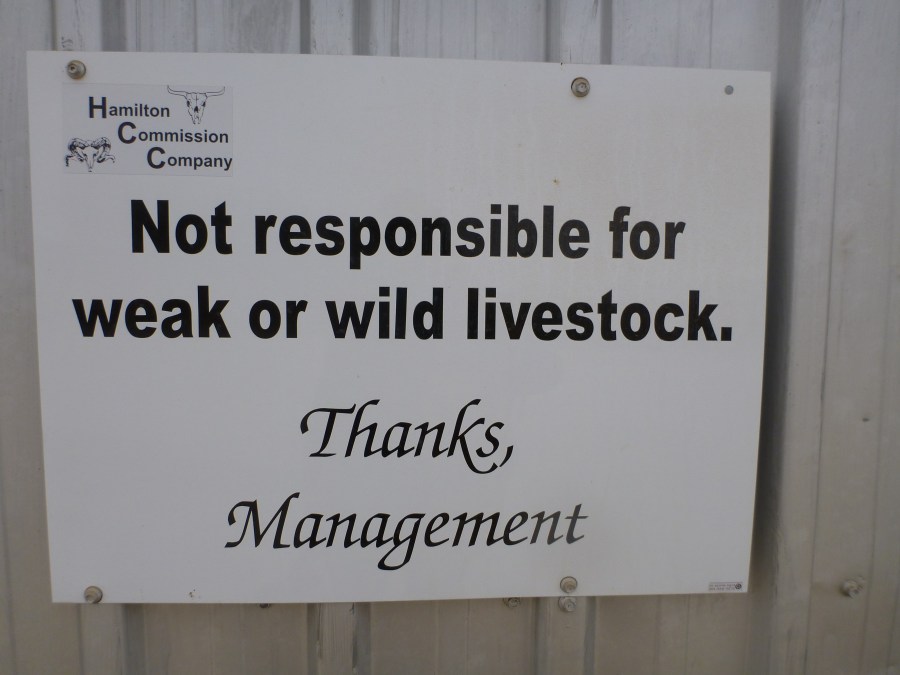 Hamilton
Commission
Company
Not responsible for
weak or wild livestock.
Thanks,
Management